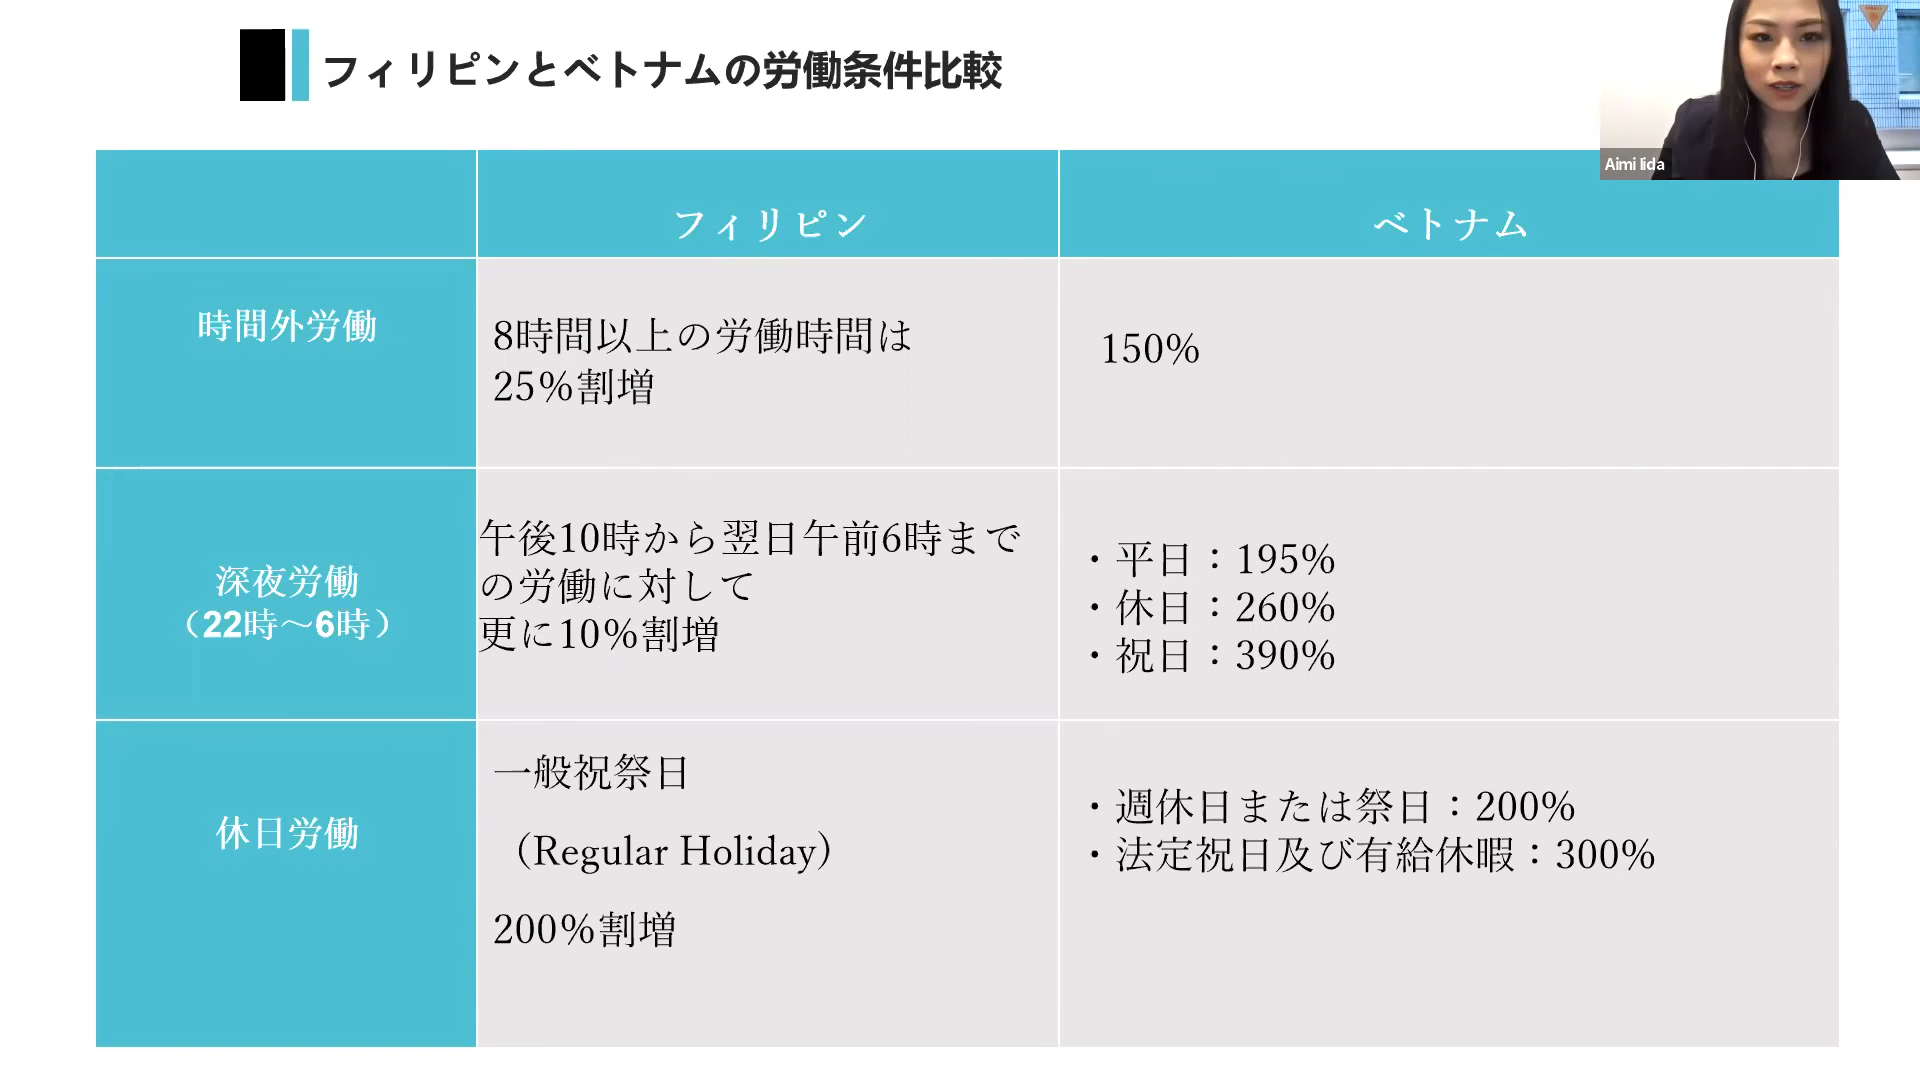 フィリピンとベトナムの労働条件比較
Aimi Iida
フィリピン
ベトナム
時間外労働
8時間以上の労働時間は
25%割増
150%
深夜労働
（22時～6時）
午後10時から翌日午前6時まで
の労働に対して
更に10%割増
・平日：195%
・休日：260%
・祝日：390%
休日労働
一般祝祭日
（Regular Holiday）
200%割増
・週休日または祭日：200%
・法定祝日及び有給休暇：300%